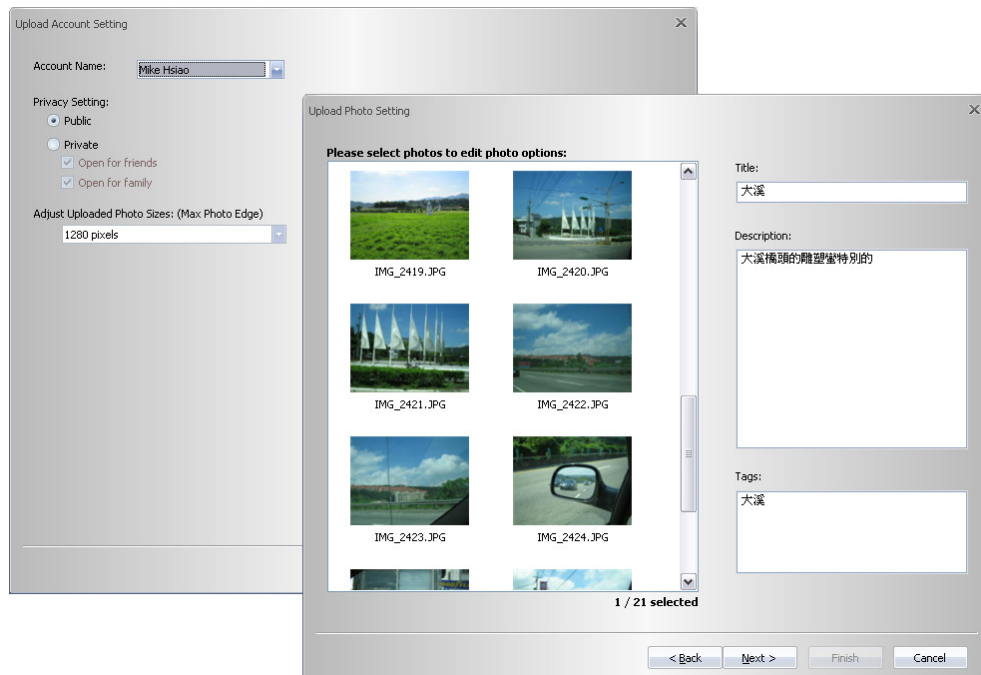 Upload Account Setting
Account Name:
Mike Hsiao
Privacy Setting:
Public
Private
Open for friends
Open for family
Adjust Uploaded Photo Sizes: (Max Photo Edge)
1280 pixels
Upload Photo Setting
Please select photos to edit photo options:
IMG_2419.JPG
IMG_2420.JPG
IMG_2421.JPG
IMG_2422.JPG
IMG_2423.JPG
IMG_2424.JPG
1 / 21 selected
Title:
大溪
Description:
大溪橋頭的雕塑蠻特別的
Tags:
大溪
< Back
Next >
Finish
Cancel